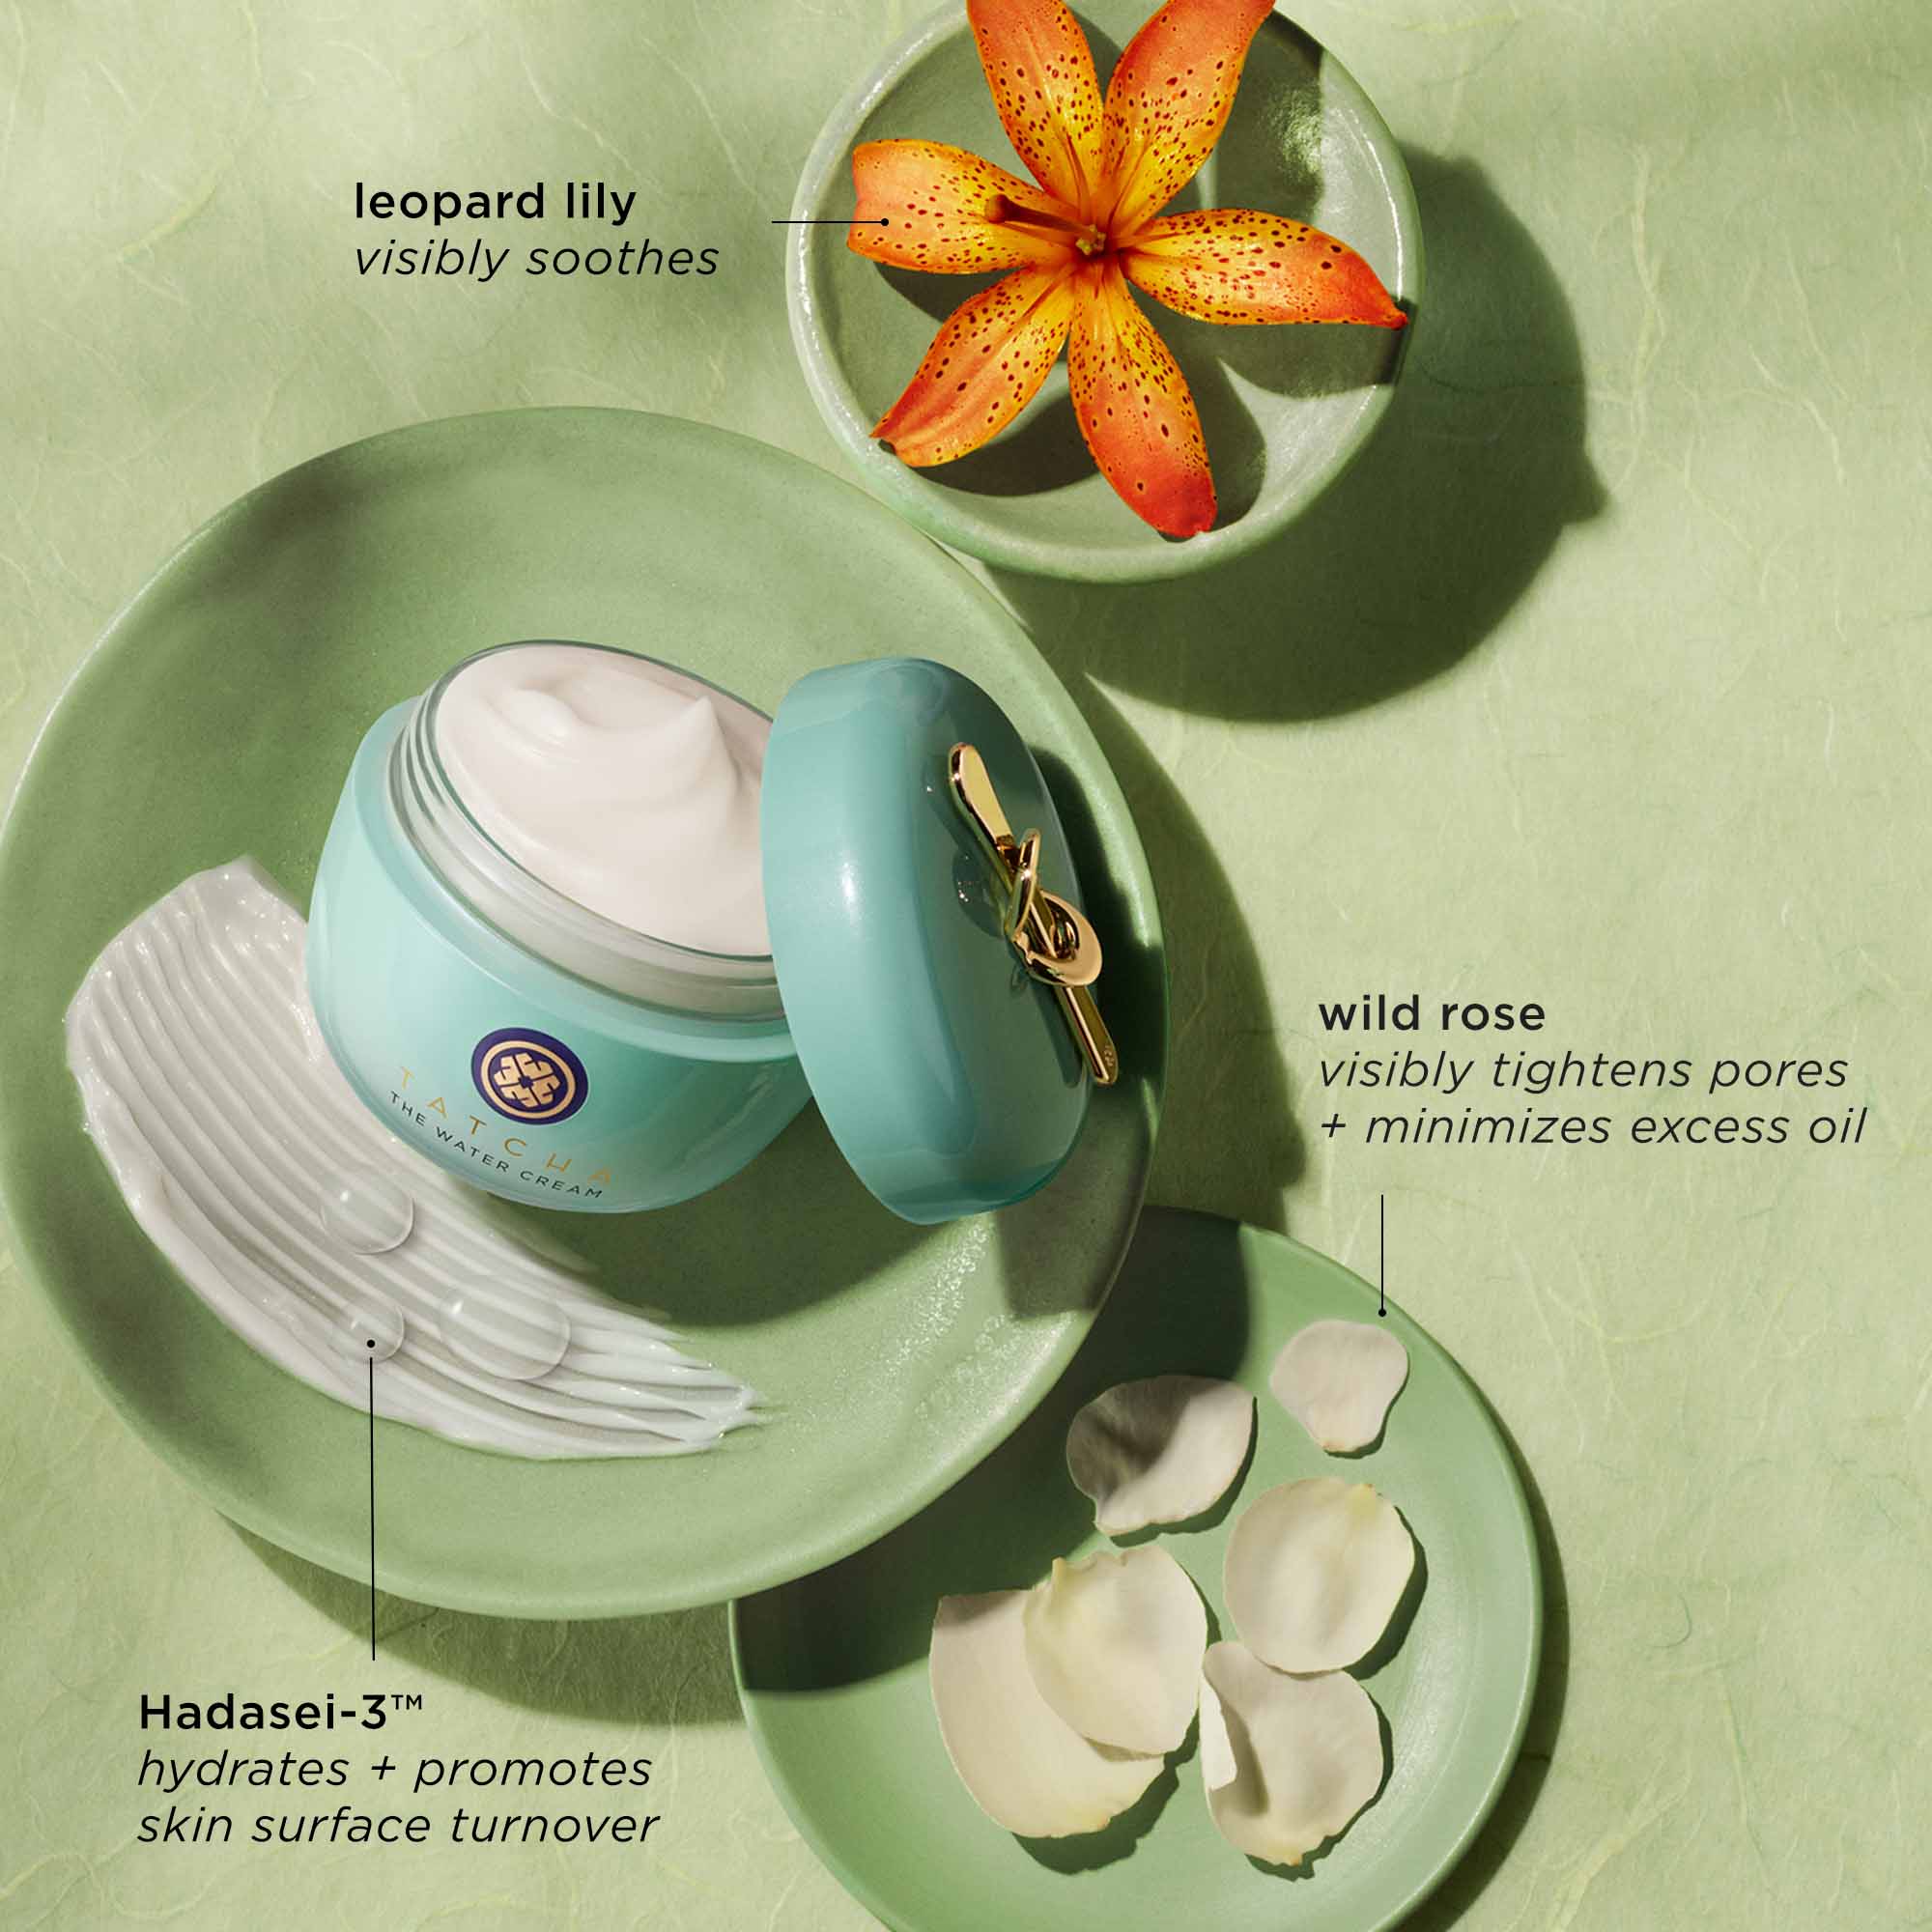 leopard lily
visibly soothes
TATCHA
THE WATER CREAM
wild rose
visibly tightens pores
+ minimizes excess oil
Hadasei-3™
hydrates + promotes
skin surface turnover